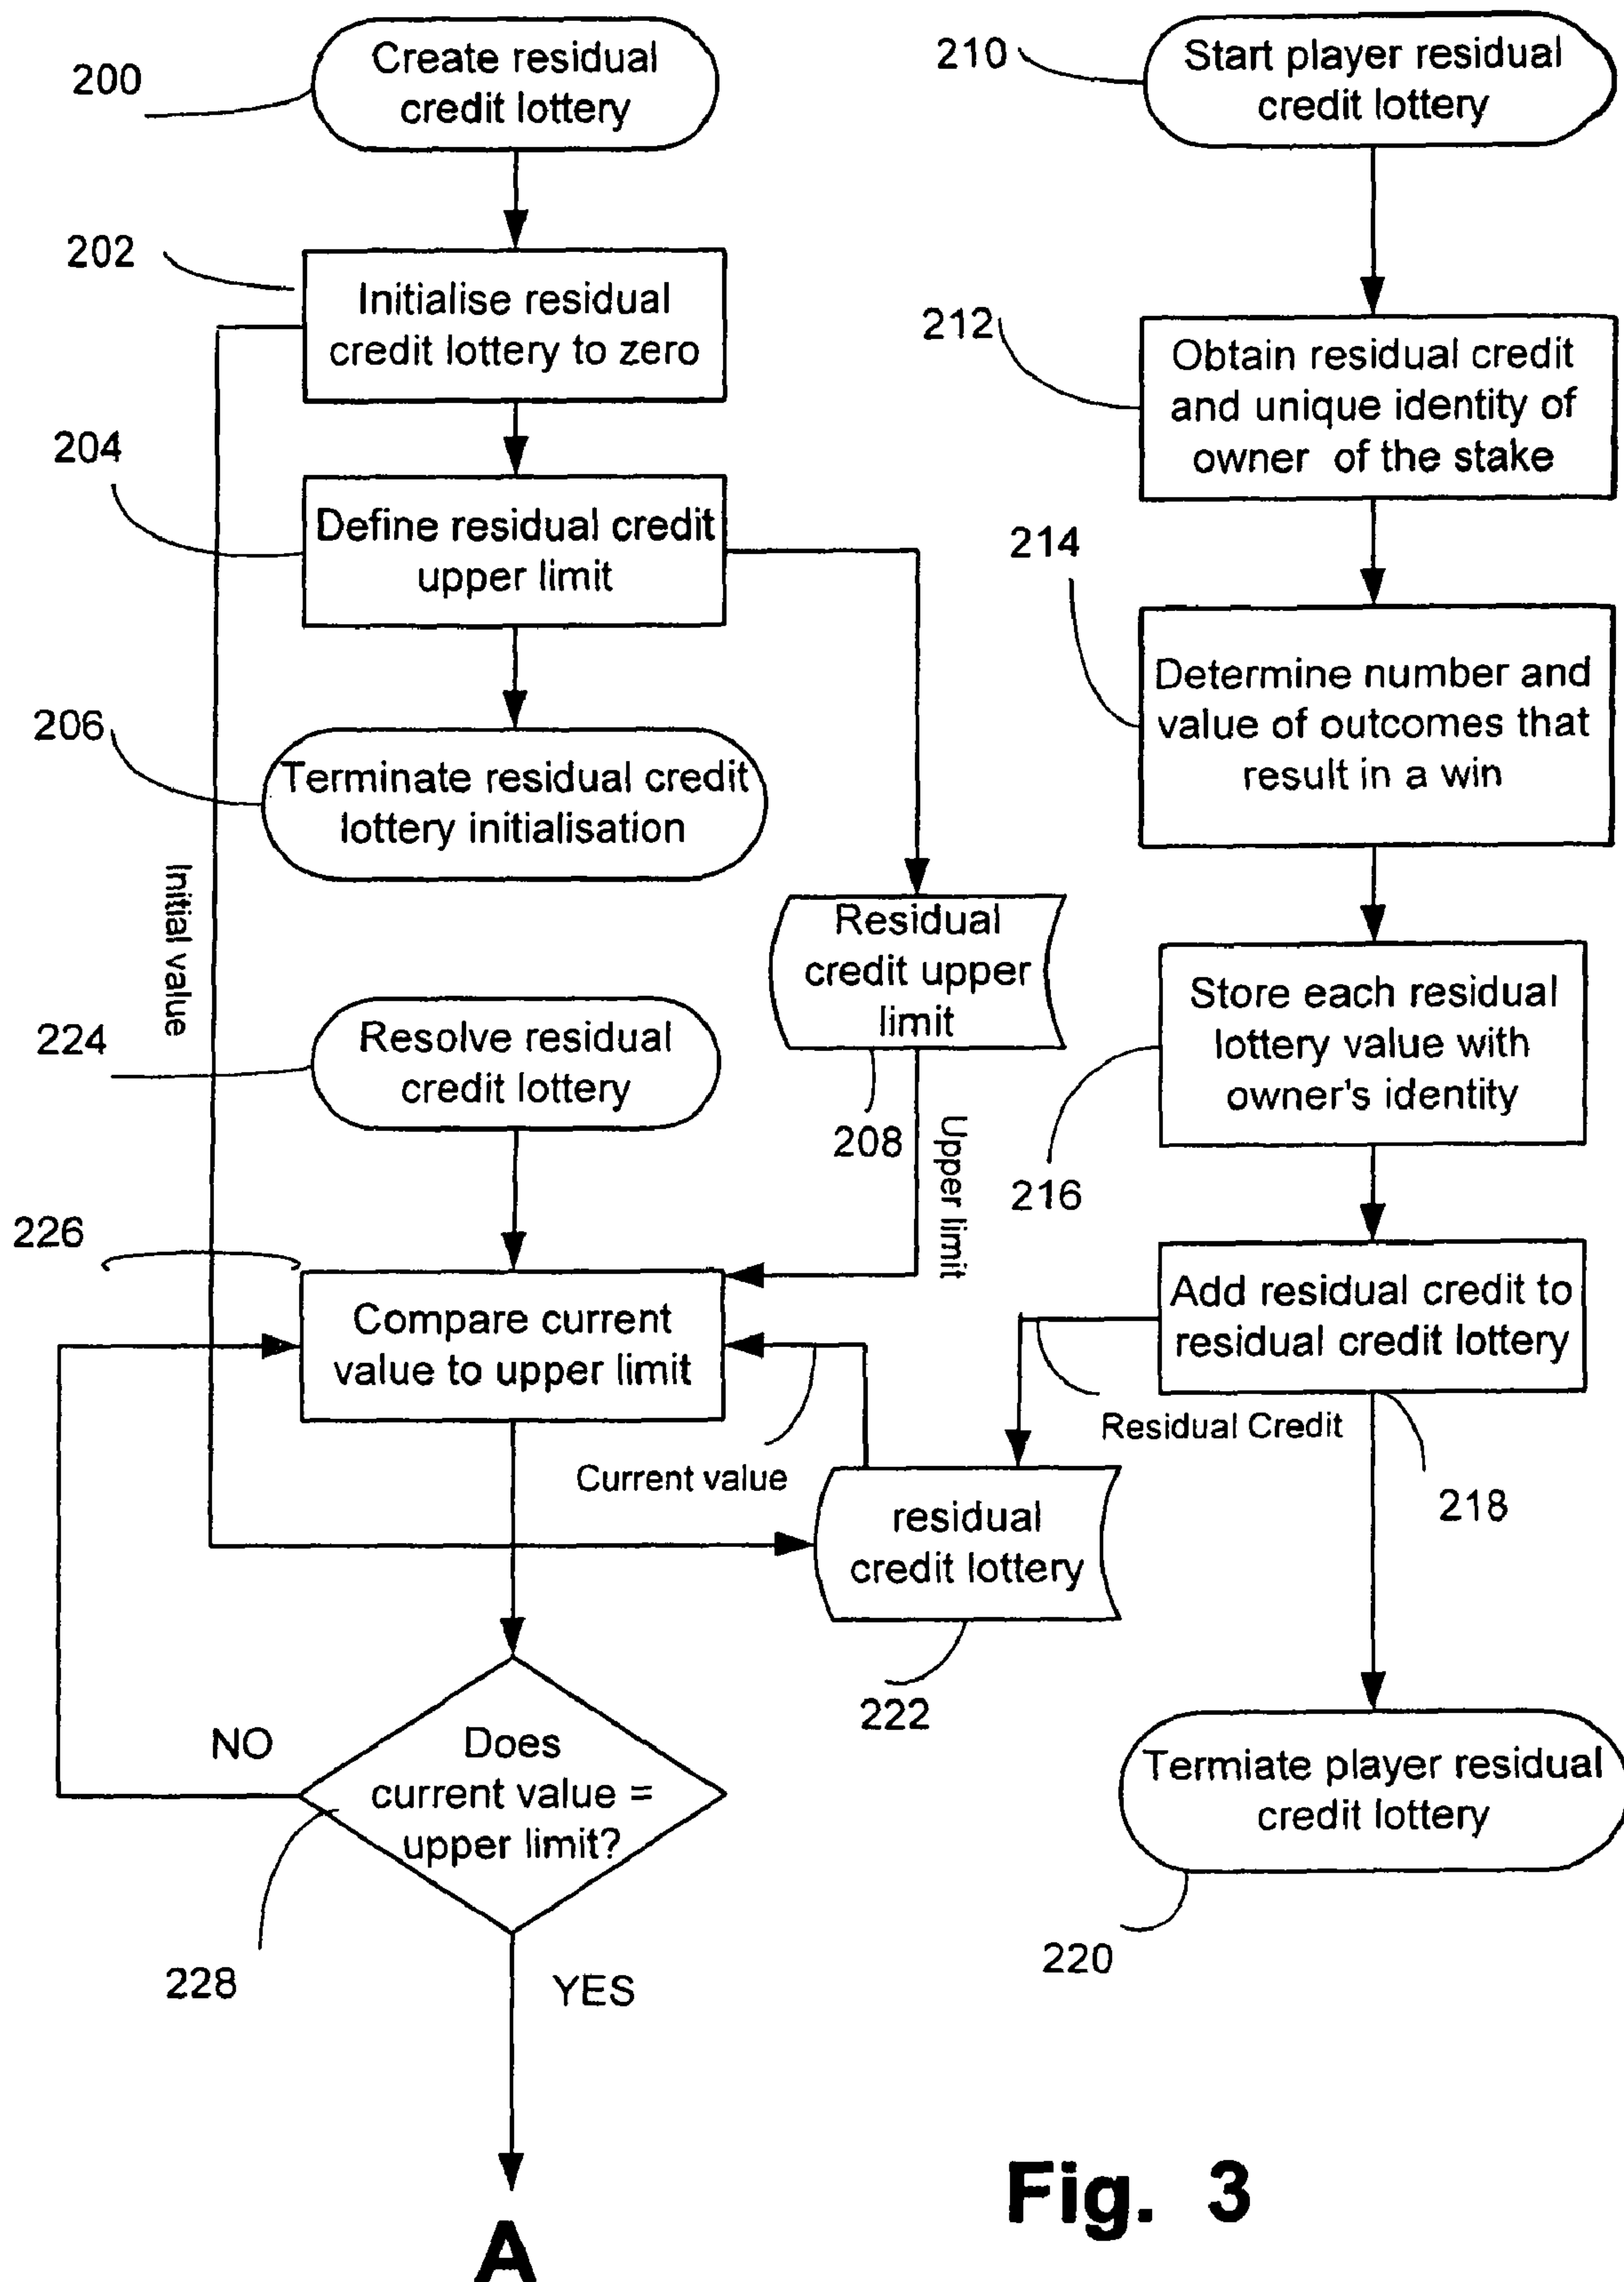 200
Create residual
credit lottery
202
Initialise residual
credit lottery to zero
204
Define residual credit
upper limit
206
Terminate residual credit
lottery initialisation
Initial value
Residual
credit upper
limit
208
Upper limit
224
Resolve residual
credit lottery
226
Compare current
value to upper limit
Current value
residual
credit lottery
222
NO
Does
current value =
upper limit?
228
YES
A
210
Start player residual
credit lottery
212
Obtain residual credit
and unique identity of
owner of the stake
214
Determine number and
value of outcomes that
result in a win
Store each residual
lottery value with
owner's identity
216
Add residual credit to
residual credit lottery
Residual Credit
218
Termiate player residual
credit lottery
220
Fig. 3